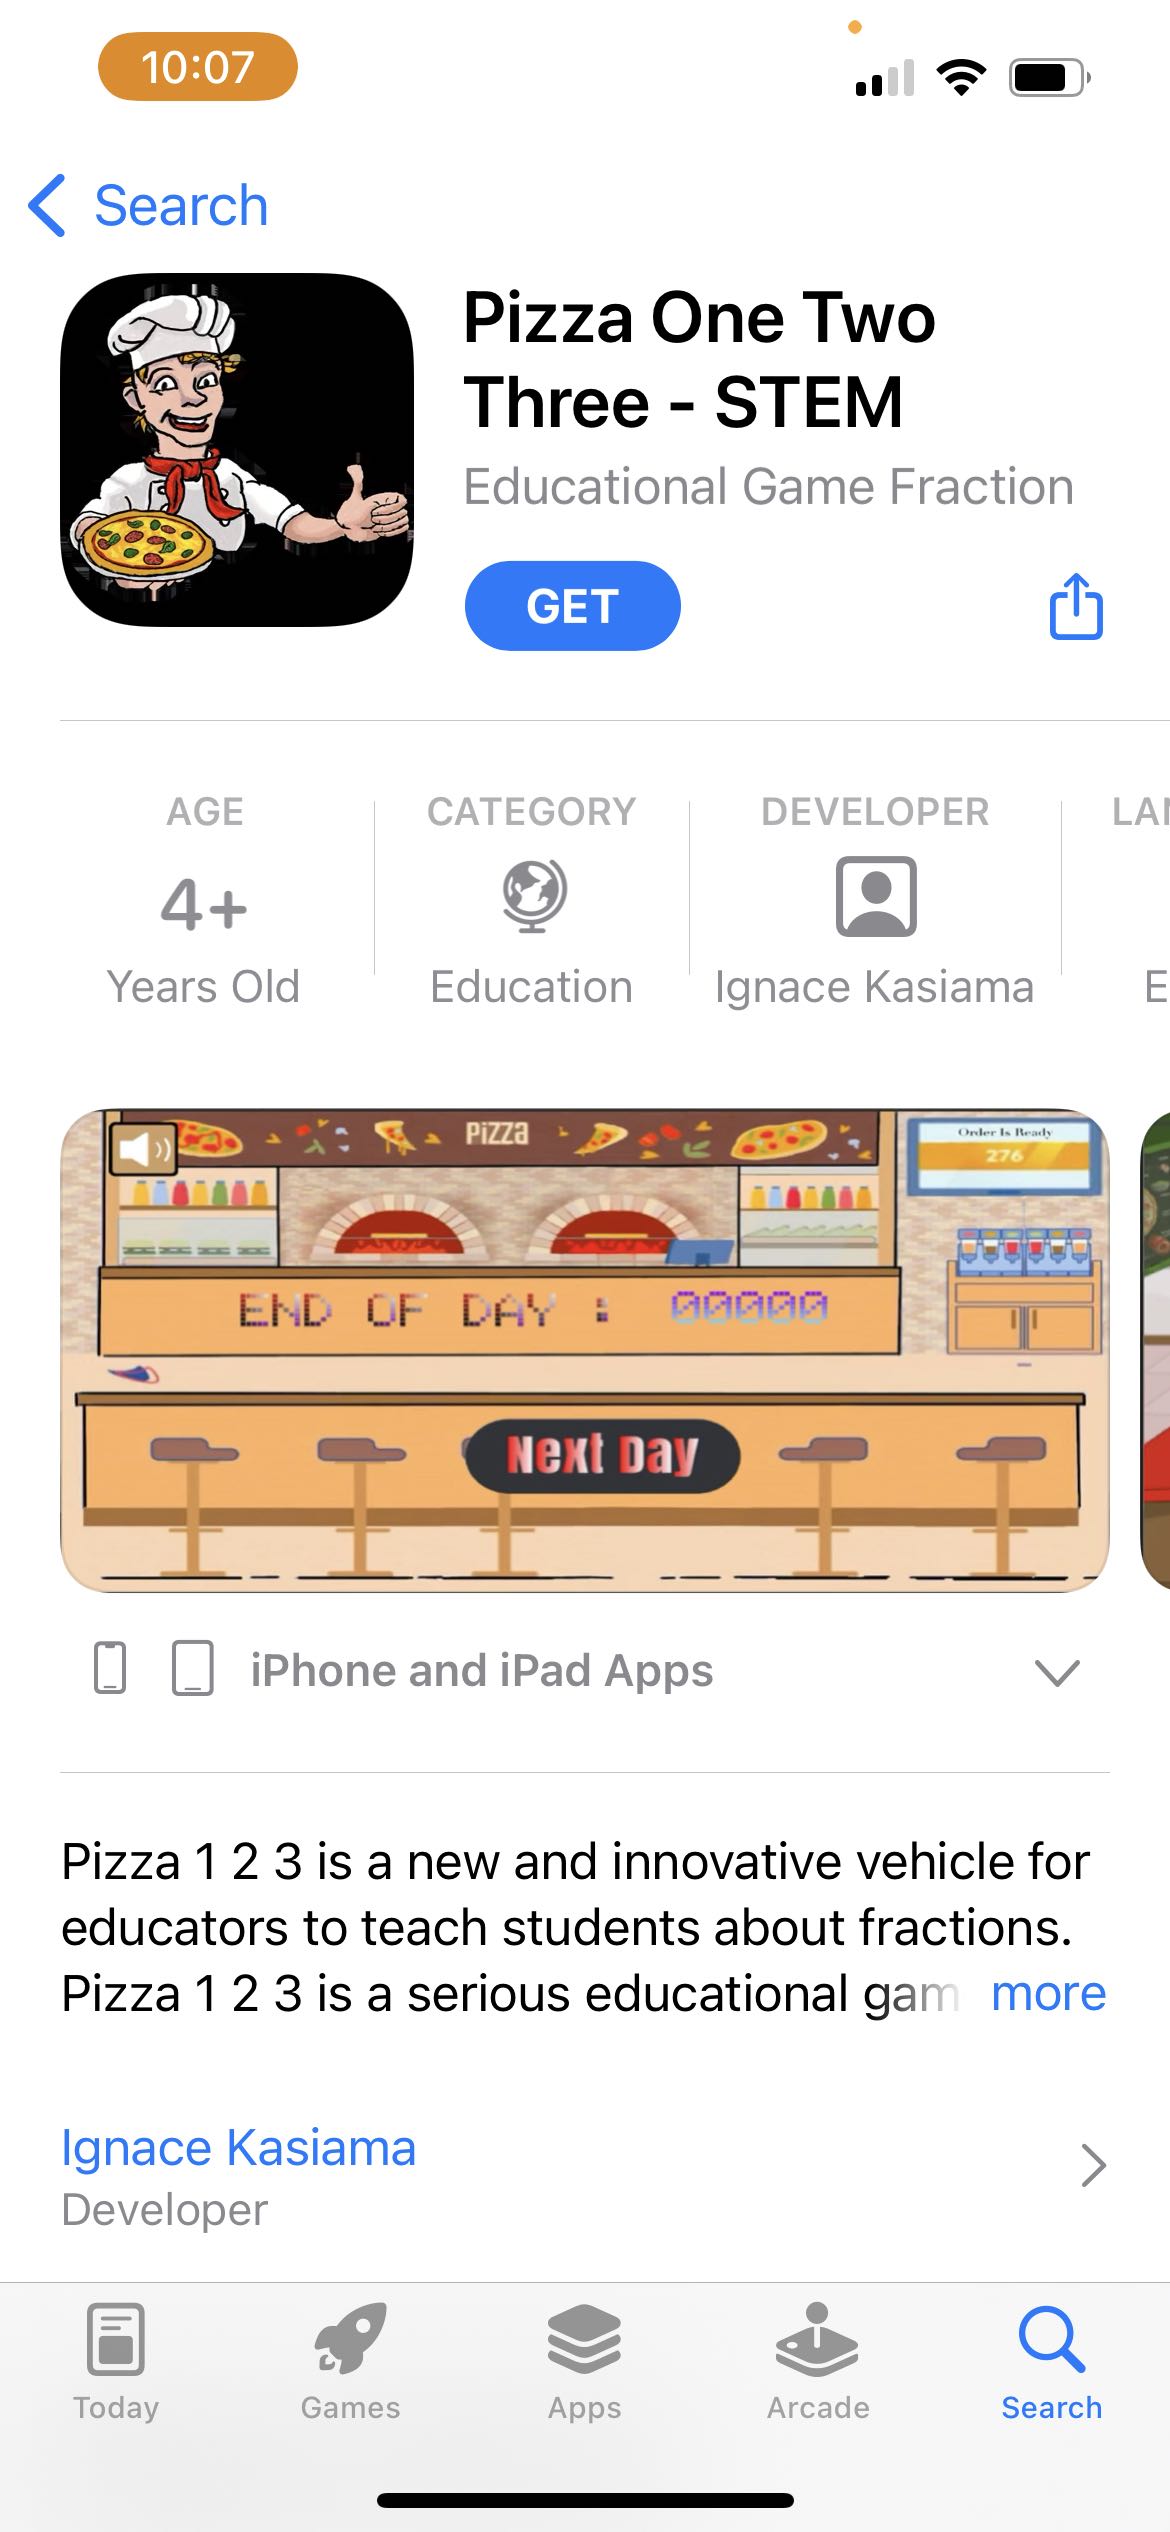 10:07
Search
Pizza One Two
Three - STEM
Educational Game Fraction
GET
AGE
4+
Years Old
CATEGORY
Education
DEVELOPER
Ignace Kasiama
LAN
E
PIZZA
Order Is Ready
276
END OF DAY : 00000
Next Day
iPhone and iPad Apps
Pizza 1 2 3 is a new and innovative vehicle for
educators to teach students about fractions.
Pizza 1 2 3 is a serious educational gam more
Ignace Kasiama
Developer
Today
Games
Apps
Arcade
Search